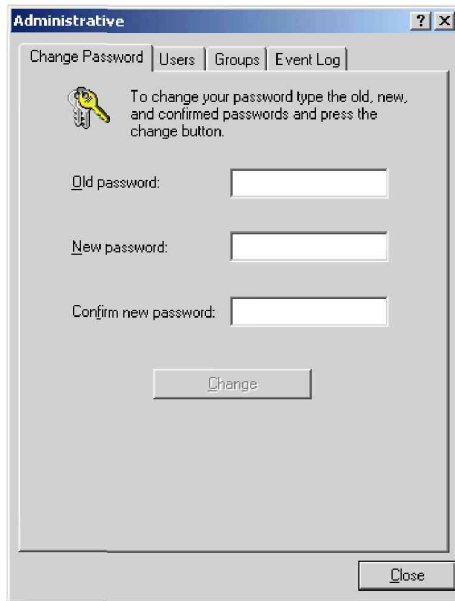 Administrative
Change Password Users Groups Event Log
To change your password type the old, new,
and confirmed passwords and press the
change button.
Old password:
New password:
Confirm new password:
Change
Close